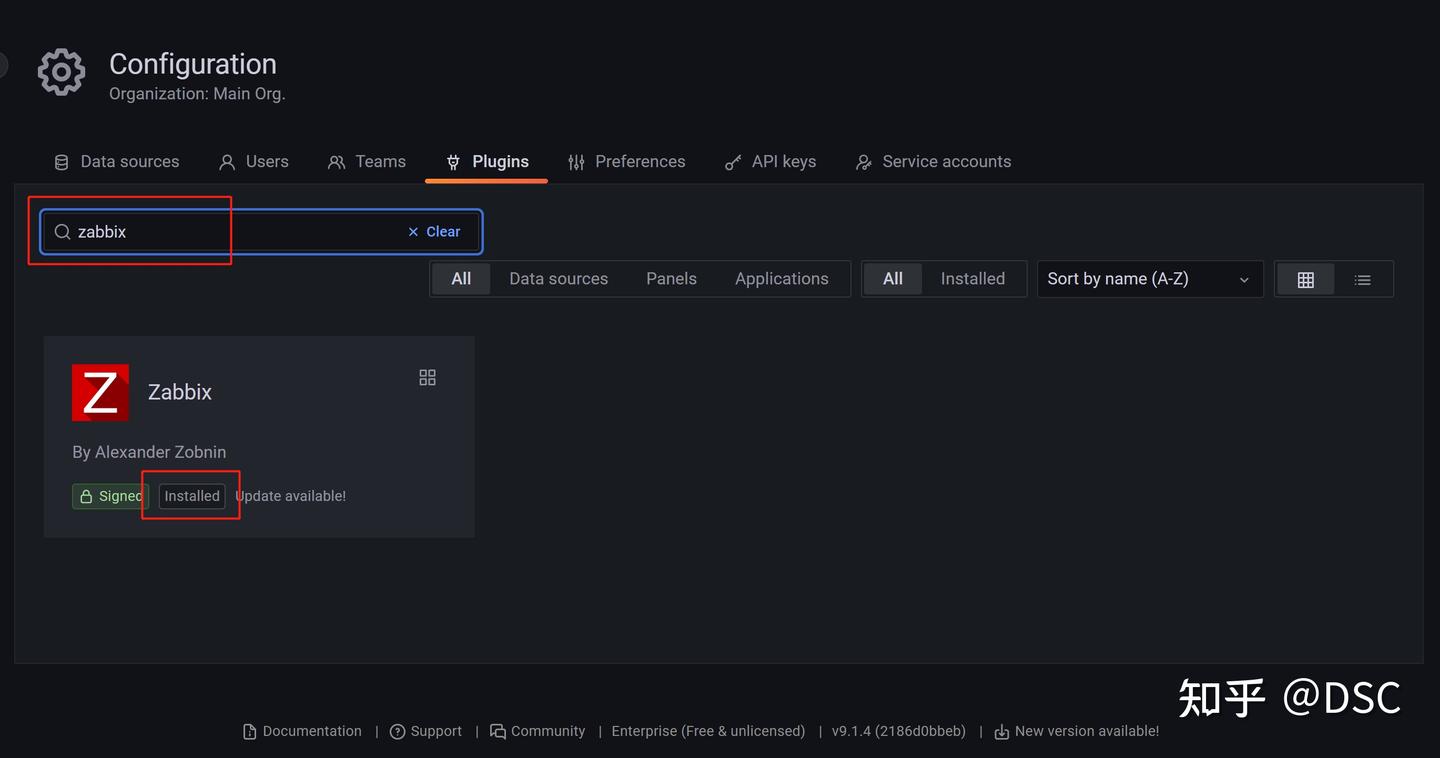 Configuration
Organization: Main Org.
Data sources Users Teams Plugins Preferences API keys Service accounts
zabbix Clear
All Data sources Panels Applications All Installed Sort by name (A-Z)
Z Zabbix
By Alexander Zobnin
Signed Installed Update available!
知乎 @DSC
Documentation | Support | Community | Enterprise (Free & unlicensed) | v9.1.4 (2186d0bbeb) | New version available!